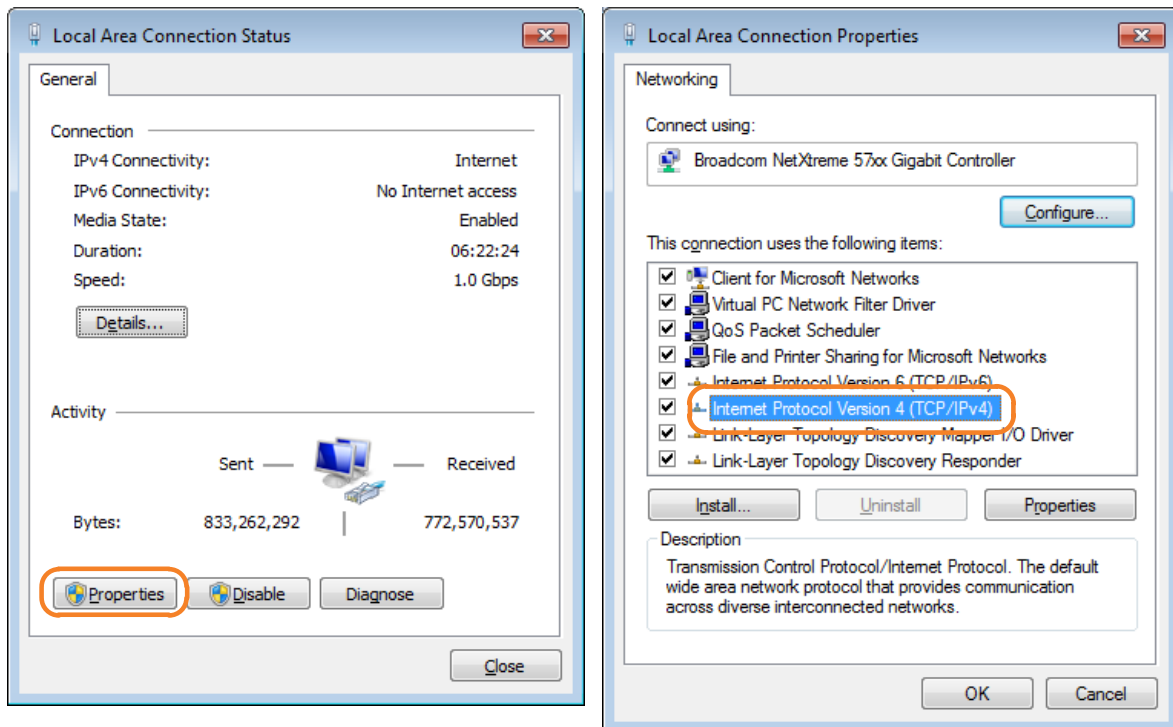 Local Area Connection Status
General
Connection
IPv4 Connectivity: Internet
IPv6 Connectivity: No Internet access
Media State: Enabled
Duration: 06:22:24
Speed: 1.0 Gbps
Details...
Activity
Sent — — Received
Bytes: 833,262,292 772,570,537
Properties Disable Diagnose
Close
Local Area Connection Properties
Networking
Connect using:
Broadcom NetXtreme 57xx Gigabit Controller
Configure...
This connection uses the following items:
Client for Microsoft Networks
Virtual PC Network Filter Driver
QoS Packet Scheduler
File and Printer Sharing for Microsoft Networks
Internet Protocol Version 6 (TCP/IPv6)
Internet Protocol Version 4 (TCP/IPv4)
Link-Layer Topology Discovery Mapper I/O Driver
Link-Layer Topology Discovery Responder
Install... Uninstall Properties
Description
Transmission Control Protocol/Internet Protocol. The default
wide area network protocol that provides communication
across diverse interconnected networks.
OK Cancel